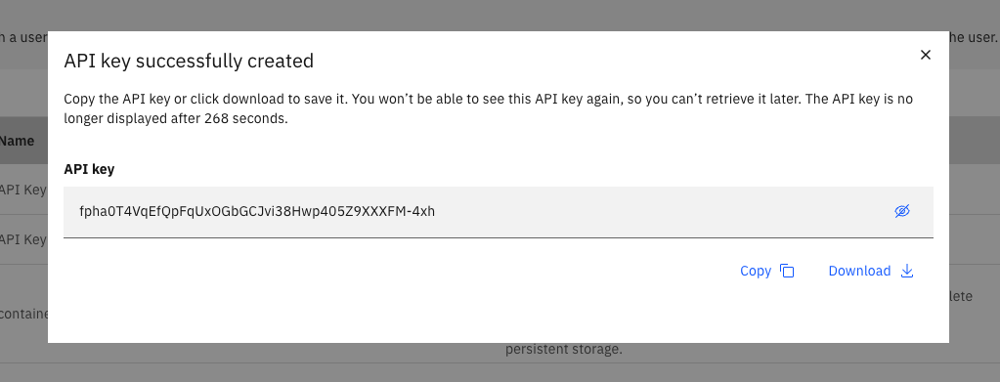 h a user
he user.
API key successfully created
Copy the API key or click download to save it. You won't be able to see this API key again, so you can't retrieve it later. The API key is no
longer displayed after 268 seconds.
Name
API key
API Key
fpha0T4VqEfQpFqUxOGbGCJvi38Hwp405Z9XXXFM-4xh
API Key
Copy
Download
lete
containe
persistent storage.